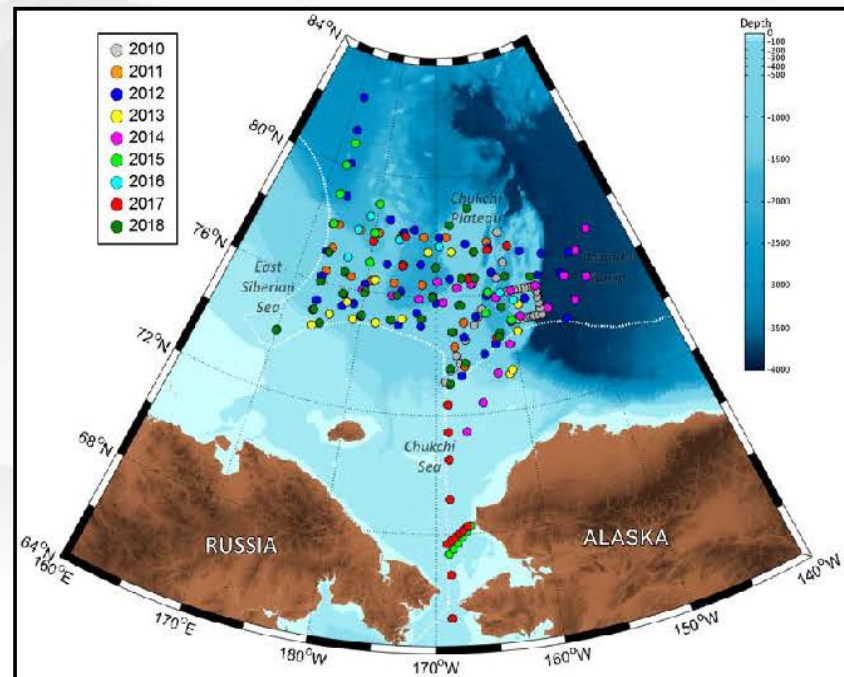 2010
2011
2012
2013
2014
2015
2016
2017
2018
Depth
0
-100
-200
-300
-400
-500
-1000
-1500
-2000
-2500
-3000
-3500
-4000
84°N
80°N
76°N
72°N
68°N
64°N
160°E
170°E
180°W
170°W
160°W
150°W
140°W
Chukchi
Plateau
East
Siberian
Sea
Chukchi
Sea
RUSSIA
ALASKA